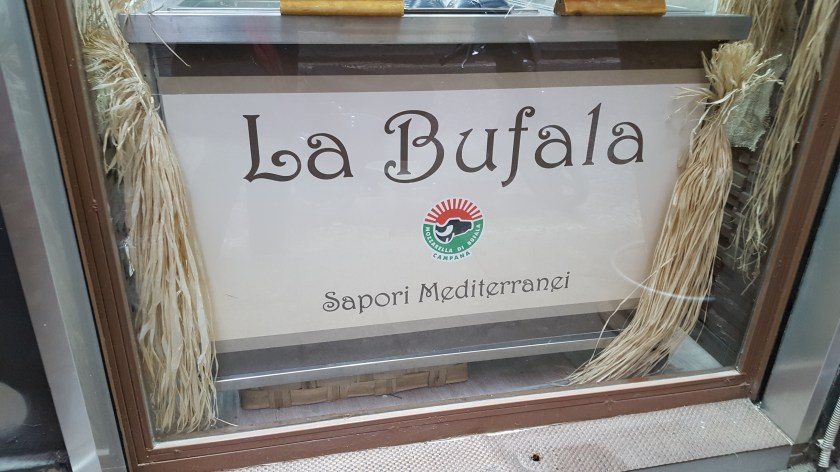 La Bufala
MOZZARELLA DI BUFALA
CAMPANA
Sapori Mediterranei